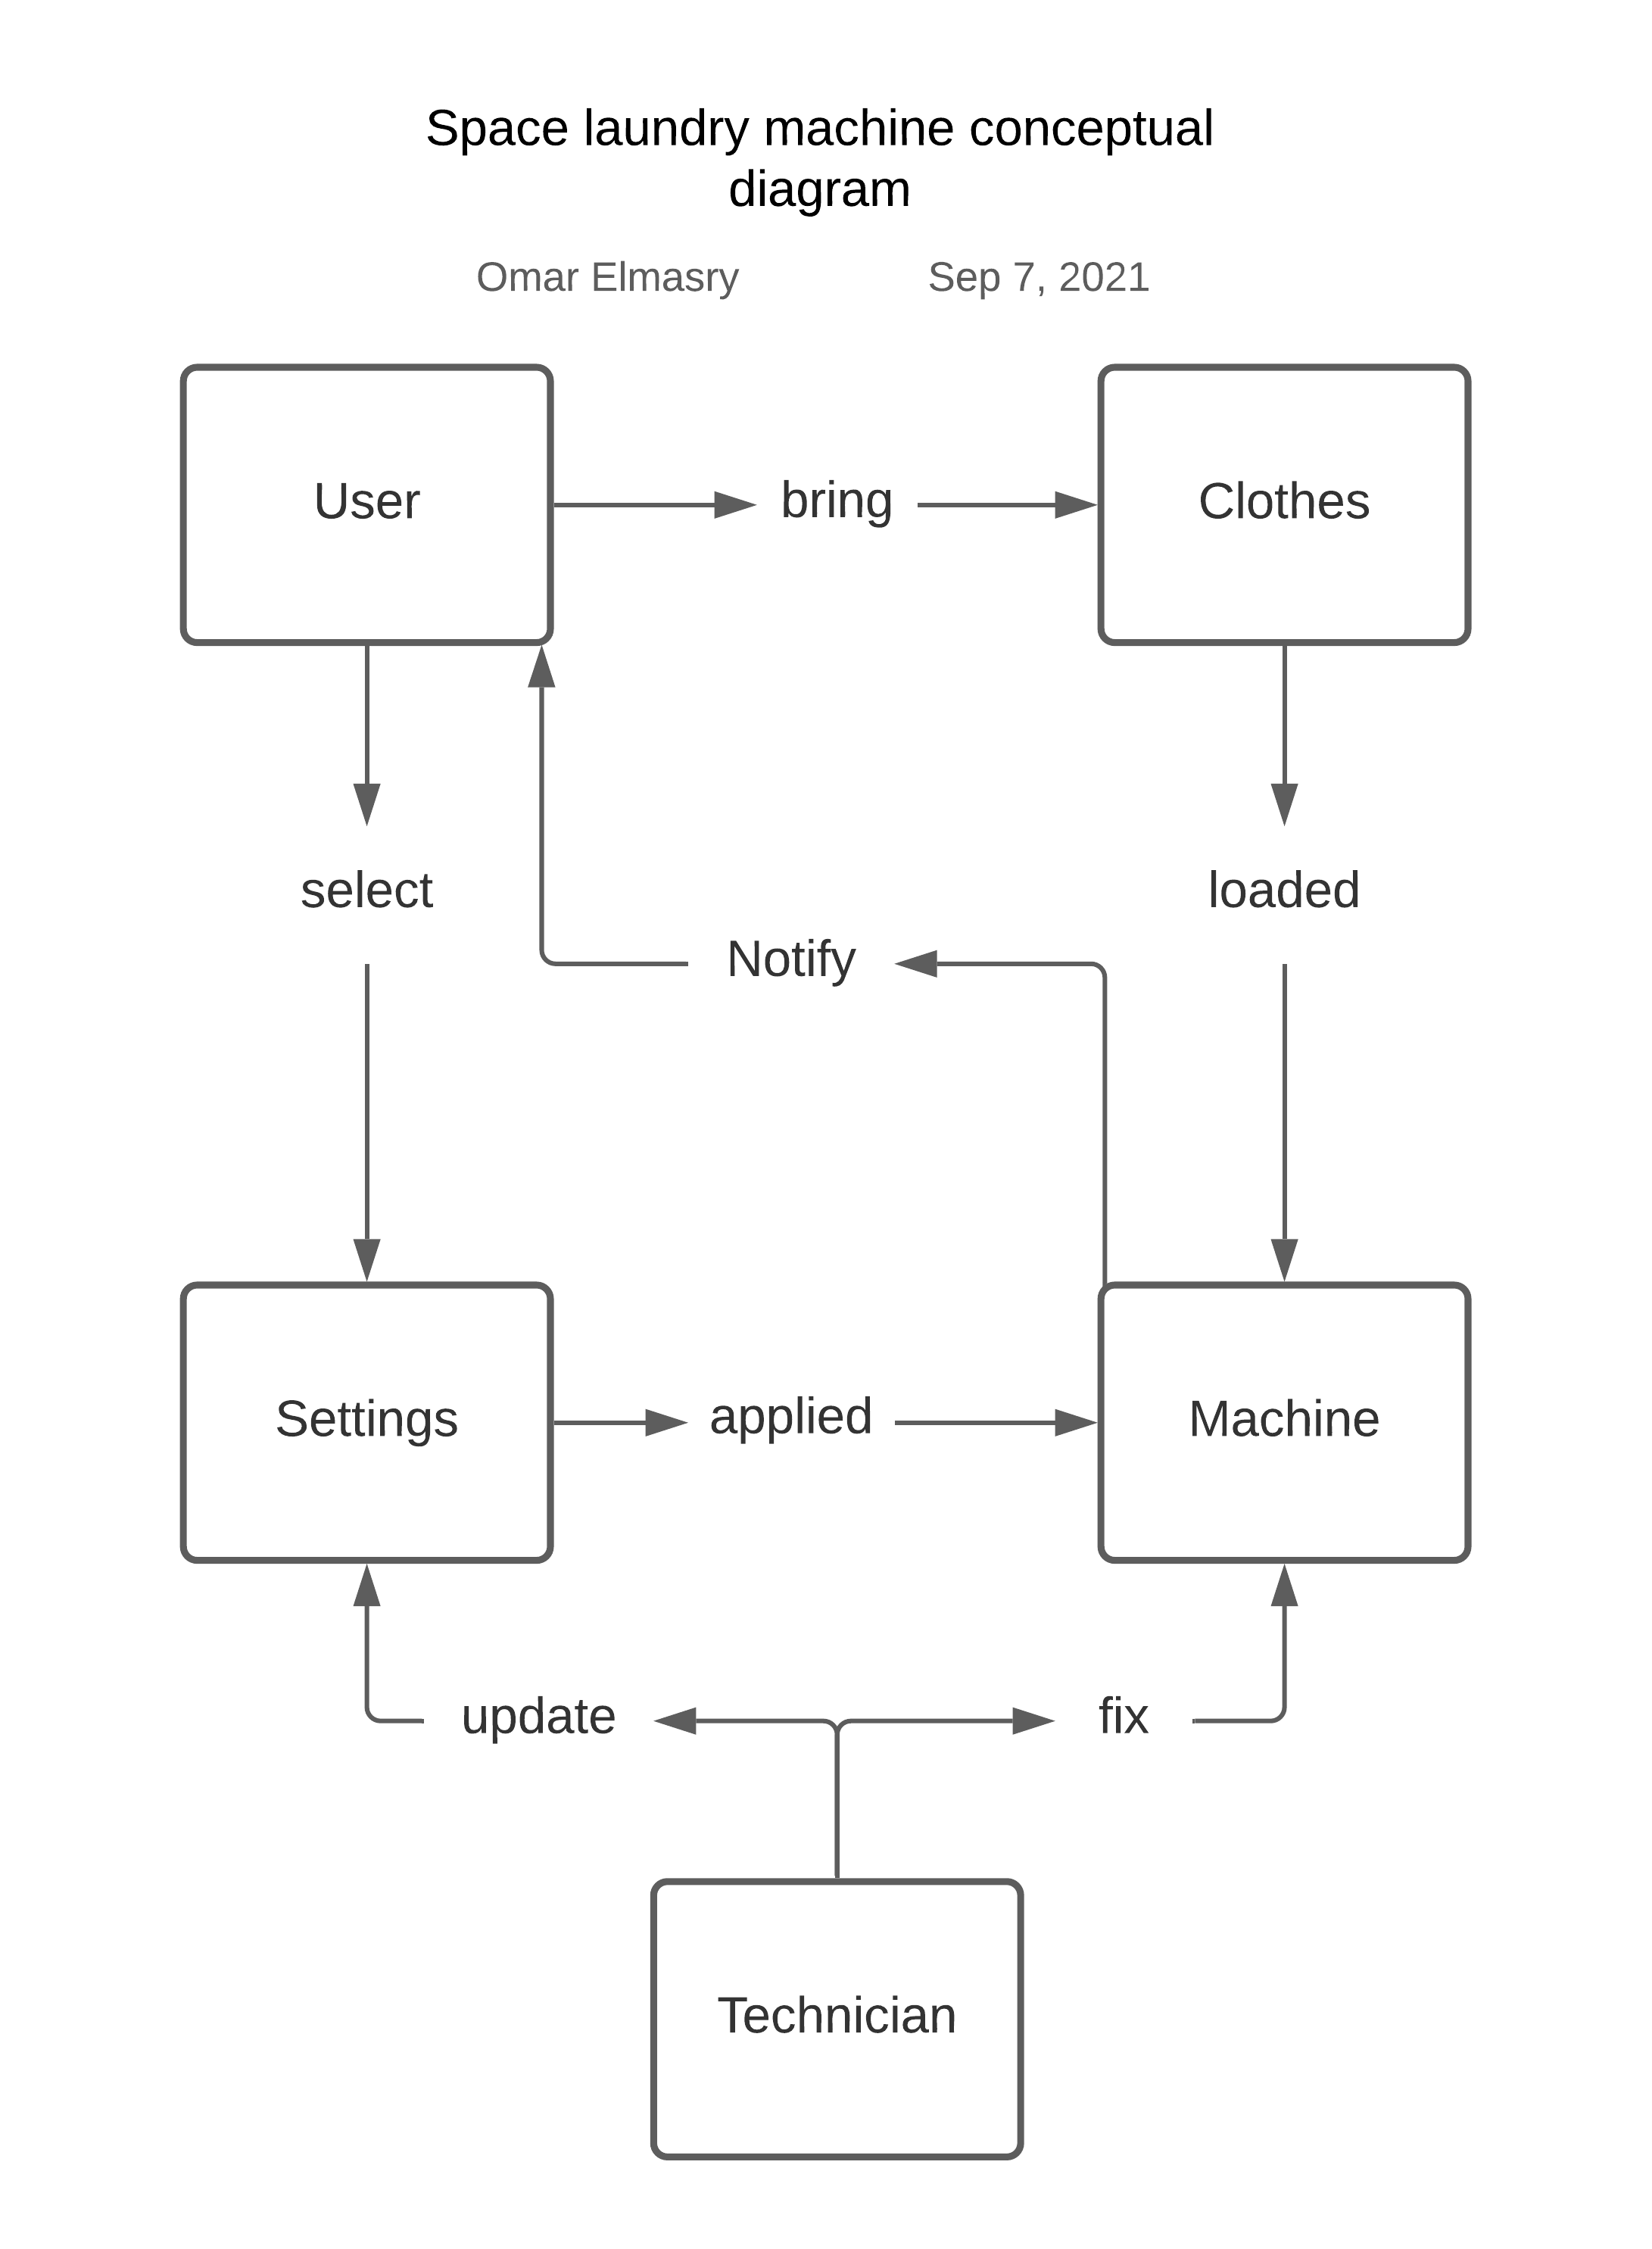 Space laundry machine conceptual
diagram
Omar Elmasry
Sep 7, 2021
User
bring
Clothes
select
loaded
Notify
Settings
applied
Machine
update
fix
Technician